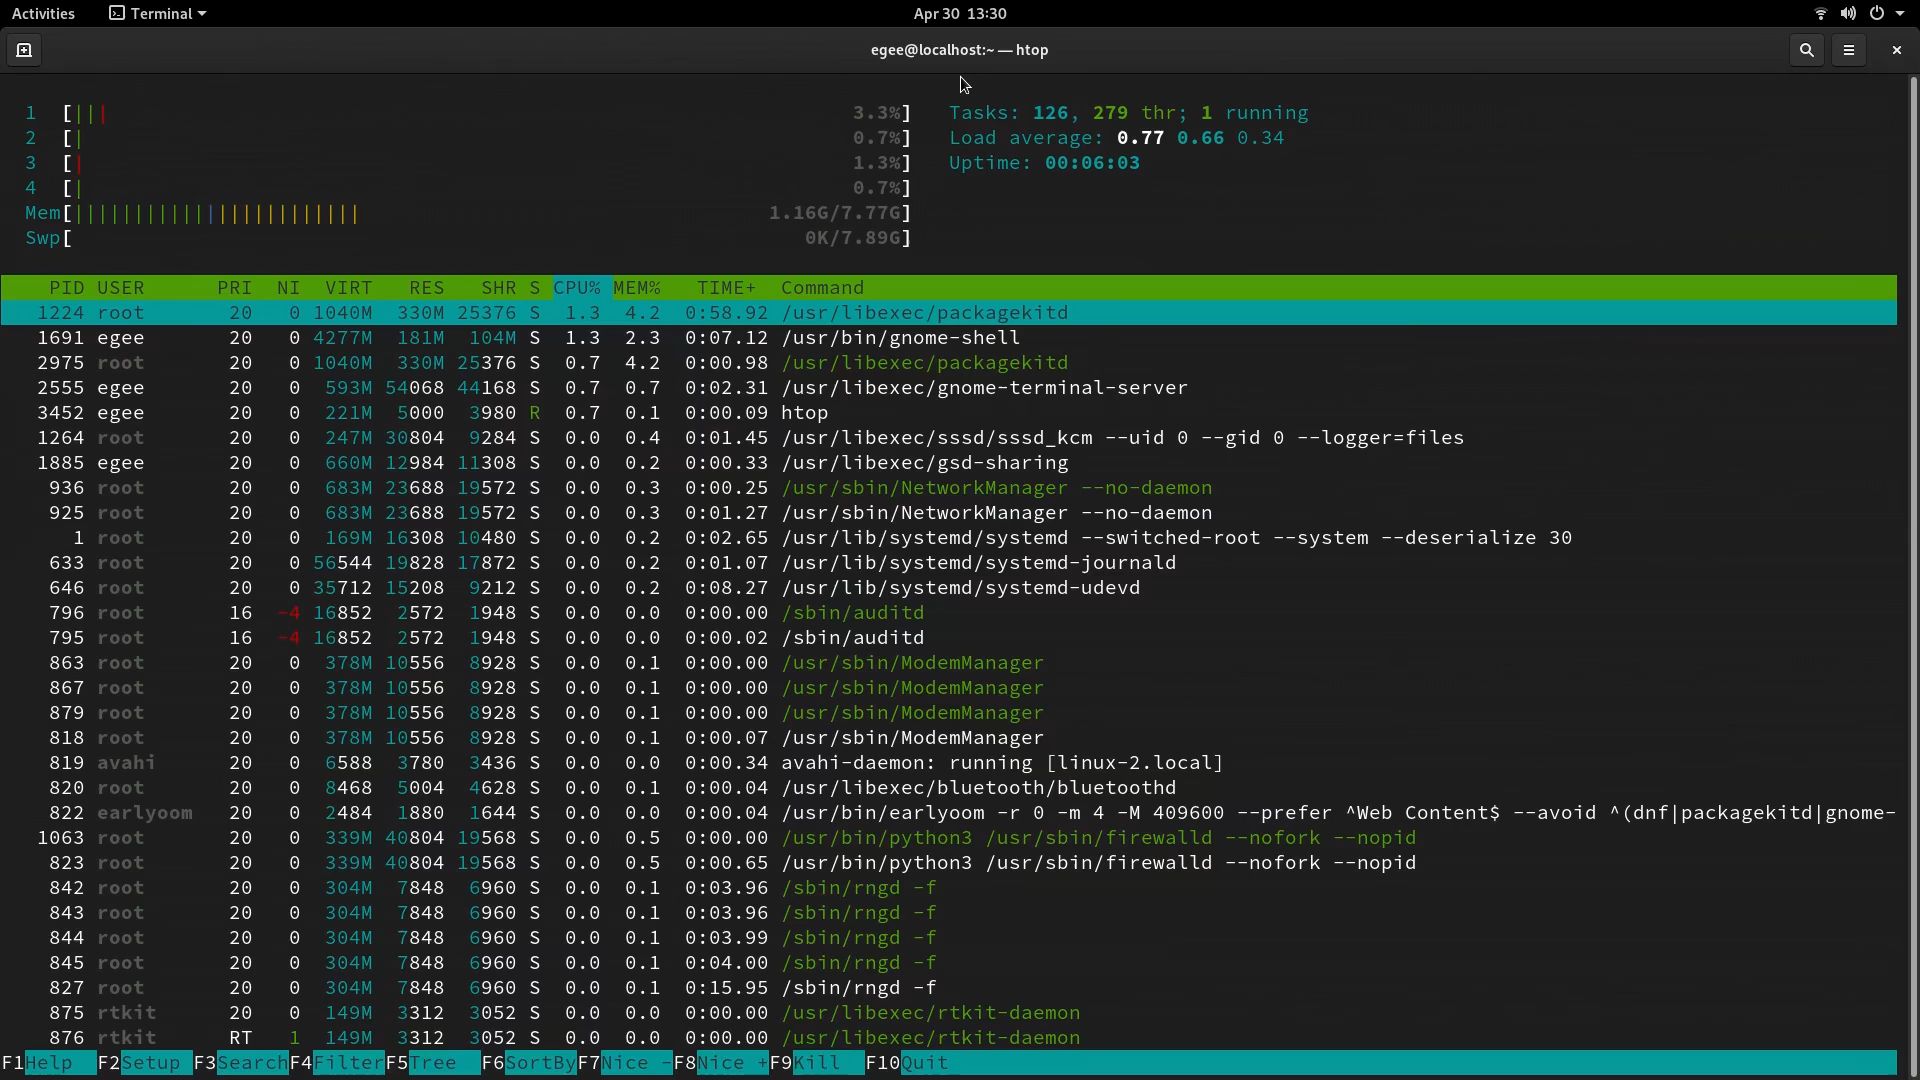 Activities Terminal Apr 30 13:30
egee@localhost:~ — htop
1 [||| 3.3%] Tasks: 126, 279 thr; 1 running
2 [| 0.7%] Load average: 0.77 0.66 0.34
3 [| 1.3%] Uptime: 00:06:03
4 [| 0.7%]
Mem[|||||||||||||||||||||||| 1.16G/7.77G]
Swp[ 0K/7.89G]
PID USER PRI NI VIRT RES SHR S CPU% MEM% TIME+ Command
1224 root 20 0 1040M 330M 25376 S 1.3 4.2 0:58.92 /usr/libexec/packagekitd
1691 egee 20 0 4277M 181M 104M S 1.3 2.3 0:07.12 /usr/bin/gnome-shell
2975 root 20 0 1040M 330M 25376 S 0.7 4.2 0:00.98 /usr/libexec/packagekitd
2555 egee 20 0 593M 54068 44168 S 0.7 0.7 0:02.31 /usr/libexec/gnome-terminal-server
3452 egee 20 0 221M 5000 3980 R 0.7 0.1 0:00.09 htop
1264 root 20 0 247M 30804 9284 S 0.0 0.4 0:01.45 /usr/libexec/sssd/sssd_kcm --uid 0 --gid 0 --logger=files
1885 egee 20 0 660M 12984 11308 S 0.0 0.2 0:00.33 /usr/libexec/gsd-sharing
936 root 20 0 683M 23688 19572 S 0.0 0.3 0:00.25 /usr/sbin/NetworkManager --no-daemon
925 root 20 0 683M 23688 19572 S 0.0 0.3 0:01.27 /usr/sbin/NetworkManager --no-daemon
1 root 20 0 169M 16308 10480 S 0.0 0.2 0:02.65 /usr/lib/systemd/systemd --switched-root --system --deserialize 30
633 root 20 0 56544 19828 17872 S 0.0 0.2 0:01.07 /usr/lib/systemd/systemd-journald
646 root 20 0 35712 15208 9212 S 0.0 0.2 0:08.27 /usr/lib/systemd/systemd-udevd
796 root 16 -4 16852 2572 1948 S 0.0 0.0 0:00.00 /sbin/auditd
795 root 16 -4 16852 2572 1948 S 0.0 0.0 0:00.02 /sbin/auditd
863 root 20 0 378M 10556 8928 S 0.0 0.1 0:00.00 /usr/sbin/ModemManager
867 root 20 0 378M 10556 8928 S 0.0 0.1 0:00.00 /usr/sbin/ModemManager
879 root 20 0 378M 10556 8928 S 0.0 0.1 0:00.00 /usr/sbin/ModemManager
818 root 20 0 378M 10556 8928 S 0.0 0.1 0:00.07 /usr/sbin/ModemManager
819 avahi 20 0 6588 3780 3436 S 0.0 0.0 0:00.34 avahi-daemon: running [linux-2.local]
820 root 20 0 8468 5004 4628 S 0.0 0.1 0:00.04 /usr/libexec/bluetooth/bluetoothd
822 earlyoom 20 0 2484 1880 1644 S 0.0 0.0 0:00.04 /usr/bin/earlyoom -r 0 -m 4 -M 409600 --prefer ^Web Content$ --avoid ^(dnf|packagekitd|gnome-
1063 root 20 0 339M 40804 19568 S 0.0 0.5 0:00.00 /usr/bin/python3 /usr/sbin/firewalld --nofork --nopid
823 root 20 0 339M 40804 19568 S 0.0 0.5 0:00.65 /usr/bin/python3 /usr/sbin/firewalld --nofork --nopid
842 root 20 0 304M 7848 6960 S 0.0 0.1 0:03.96 /sbin/rngd -f
843 root 20 0 304M 7848 6960 S 0.0 0.1 0:03.96 /sbin/rngd -f
844 root 20 0 304M 7848 6960 S 0.0 0.1 0:03.99 /sbin/rngd -f
845 root 20 0 304M 7848 6960 S 0.0 0.1 0:04.00 /sbin/rngd -f
827 root 20 0 304M 7848 6960 S 0.0 0.1 0:15.95 /sbin/rngd -f
875 rtkit 20 0 149M 3312 3052 S 0.0 0.0 0:00.00 /usr/libexec/rtkit-daemon
876 rtkit RT 1 149M 3312 3052 S 0.0 0.0 0:00.00 /usr/libexec/rtkit-daemon
F1Help F2Setup F3SearchF4FilterF5Tree F6SortByF7Nice -F8Nice +F9Kill F10Quit